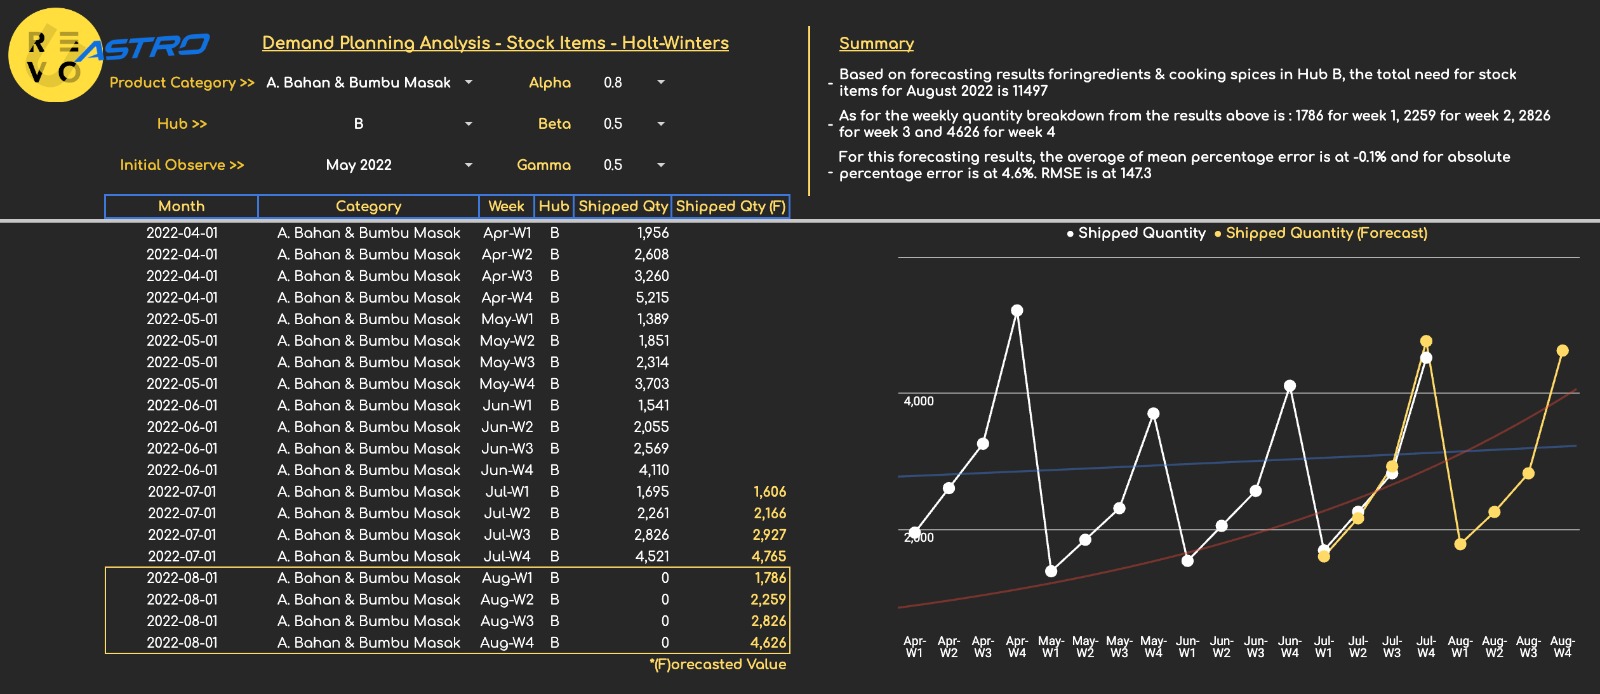 REVO
ASTRO
Demand Planning Analysis - Stock Items - Holt-Winters
Product Category >> A. Bahan & Bumbu Masak Alpha 0.8
Hub >> B Beta 0.5
Initial Observe >> May 2022 Gamma 0.5
Summary
- Based on forecasting results foringredients & cooking spices in Hub B, the total need for stock
items for August 2022 is 11497
- As for the weekly quantity breakdown from the results above is : 1786 for week 1, 2259 for week 2, 2826
for week 3 and 4626 for week 4
For this forecasting results, the average of mean percentage error is at -0.1% and for absolute
- percentage error is at 4.6%. RMSE is at 147.3
Month Category Week Hub Shipped Qty Shipped Qty (F)
2022-04-01 A. Bahan & Bumbu Masak Apr-W1 B 1,956
2022-04-01 A. Bahan & Bumbu Masak Apr-W2 B 2,608
2022-04-01 A. Bahan & Bumbu Masak Apr-W3 B 3,260
2022-04-01 A. Bahan & Bumbu Masak Apr-W4 B 5,215
2022-05-01 A. Bahan & Bumbu Masak May-W1 B 1,389
2022-05-01 A. Bahan & Bumbu Masak May-W2 B 1,851
2022-05-01 A. Bahan & Bumbu Masak May-W3 B 2,314
2022-05-01 A. Bahan & Bumbu Masak May-W4 B 3,703
2022-06-01 A. Bahan & Bumbu Masak Jun-W1 B 1,541
2022-06-01 A. Bahan & Bumbu Masak Jun-W2 B 2,055
2022-06-01 A. Bahan & Bumbu Masak Jun-W3 B 2,569
2022-06-01 A. Bahan & Bumbu Masak Jun-W4 B 4,110
2022-07-01 A. Bahan & Bumbu Masak Jul-W1 B 1,695 1,606
2022-07-01 A. Bahan & Bumbu Masak Jul-W2 B 2,261 2,166
2022-07-01 A. Bahan & Bumbu Masak Jul-W3 B 2,826 2,927
2022-07-01 A. Bahan & Bumbu Masak Jul-W4 B 4,521 4,765
2022-08-01 A. Bahan & Bumbu Masak Aug-W1 B 0 1,786
2022-08-01 A. Bahan & Bumbu Masak Aug-W2 B 0 2,259
2022-08-01 A. Bahan & Bumbu Masak Aug-W3 B 0 2,826
2022-08-01 A. Bahan & Bumbu Masak Aug-W4 B 0 4,626
*(F)orecasted Value
Shipped Quantity Shipped Quantity (Forecast)
4,000
2,000
Apr- Apr- Apr- Apr- May- May- May- May- Jun- Jun- Jun- Jun- Jul- Jul- Jul- Jul- Aug- Aug- Aug- Aug-
W1 W2 W3 W4 W1 W2 W3 W4 W1 W2 W3 W4 W1 W2 W3 W4 W1 W2 W3 W4